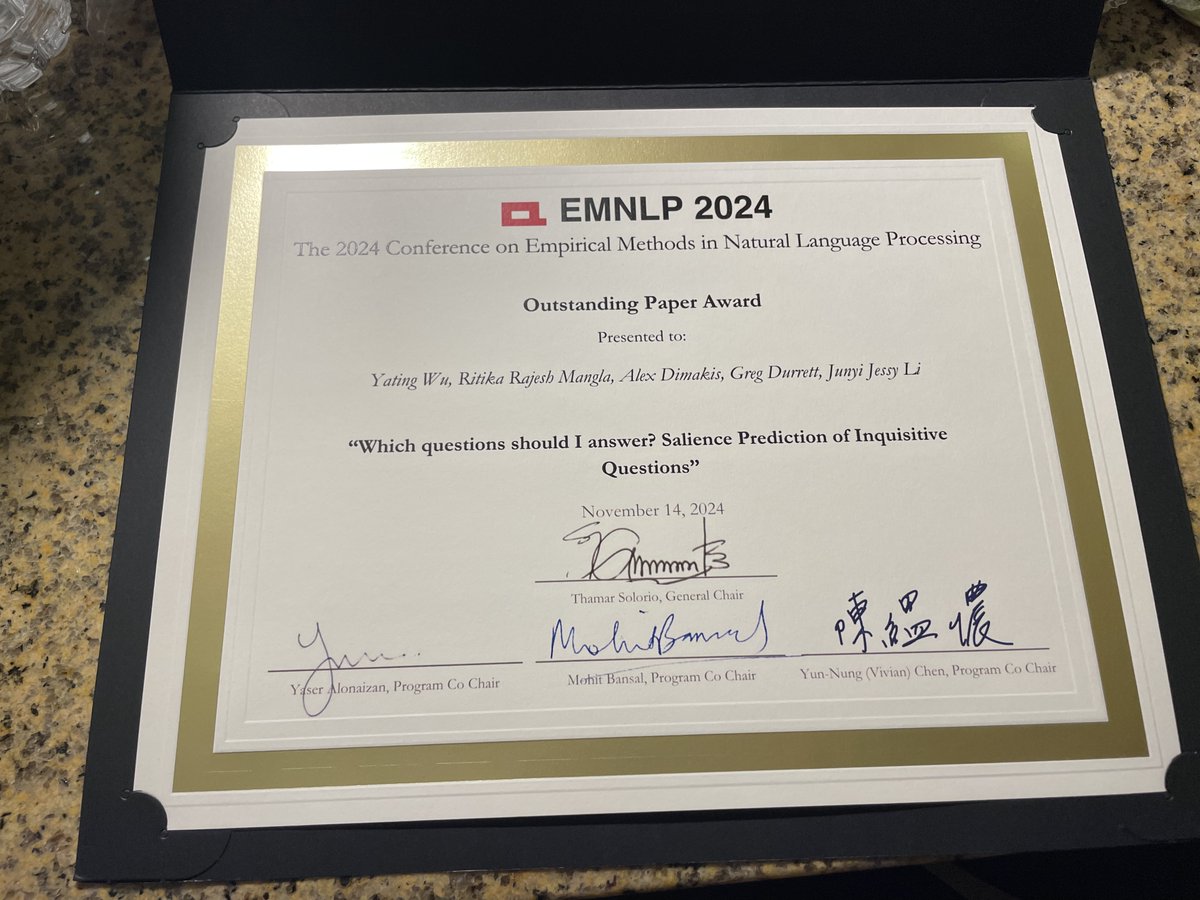 EMNLP 2024
The 2024 Conference on Empirical Methods in Natural Language Processing
Outstanding Paper Award
Presented to:
Yating Wu, Ritika Rajesh Mangla, Alex Dimakis, Greg Durrett, Junyi Jessy Li
“Which questions should I answer? Salience Prediction of Inquisitive
Questions”
November 14, 2024
Thamar Solorio, General Chair
Mohit Bansal
陳縕儂
Yaser Alonaizan, Program Co Chair
Mohit Bansal, Program Co Chair
Yun-Nung (Vivian) Chen, Program Co Chair